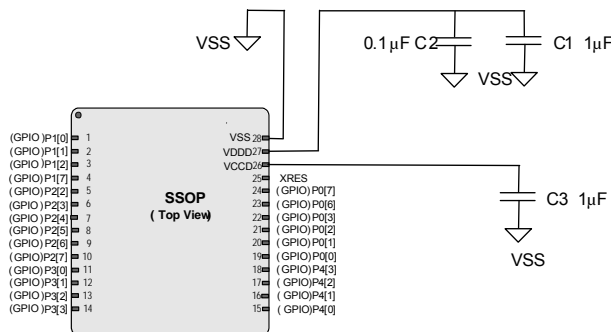 VSS
0.1 µF C2
C1 1µF
VSS
(GPIO)P1[0] 1
(GPIO)P1[1] 2
(GPIO)P1[2] 3
(GPIO)P1[7] 4
(GPIO)P2[2] 5
(GPIO)P2[3] 6
(GPIO)P2[4] 7
(GPIO)P2[5] 8
(GPIO)P2[6] 9
(GPIO)P2[7] 10
(GPIO)P3[0] 11
(GPIO)P3[1] 12
(GPIO)P3[2] 13
(GPIO)P3[3] 14
SSOP
(Top View)
VSS 28
VDDD 27
VCCD 26
25 XRES
24 (GPIO)P0[7]
23 (GPIO)P0[6]
22 (GPIO)P0[3]
21 (GPIO)P0[2]
20 (GPIO)P0[1]
19 (GPIO)P0[0]
18 (GPIO)P4[3]
17 (GPIO)P4[2]
16 (GPIO)P4[1]
15 (GPIO)P4[0]
C3 1µF
VSS